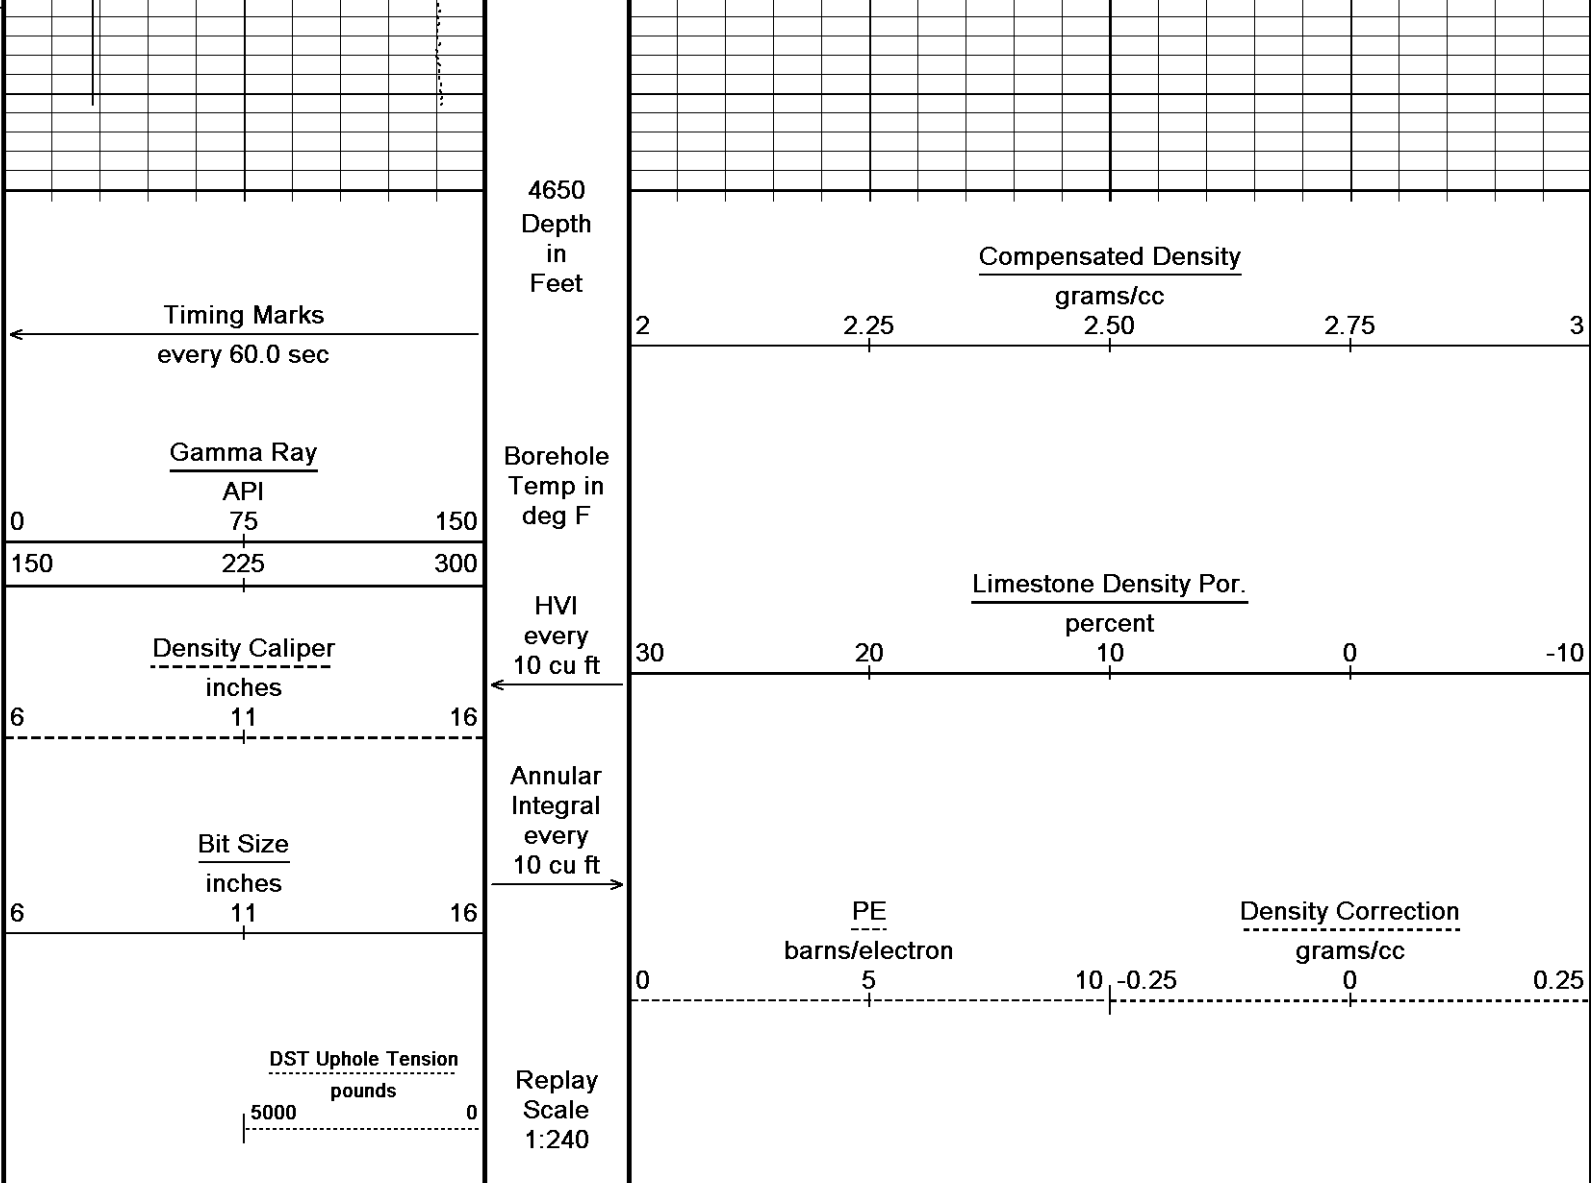 4650
Depth
in
Feet
Timing Marks
every 60.0 sec
Gamma Ray
API
0 75 150
150 225 300
Density Caliper
inches
6 11 16
Bit Size
inches
6 11 16
DST Uphole Tension
pounds
5000 0
Borehole
Temp in
deg F
HVI
every
10 cu ft
Annular
Integral
every
10 cu ft
Replay
Scale
1:240
Compensated Density
grams/cc
2 2.25 2.50 2.75 3
Limestone Density Por.
percent
30 20 10 0 -10
PE
barns/electron
0 5 10
Density Correction
grams/cc
-0.25 0 0.25